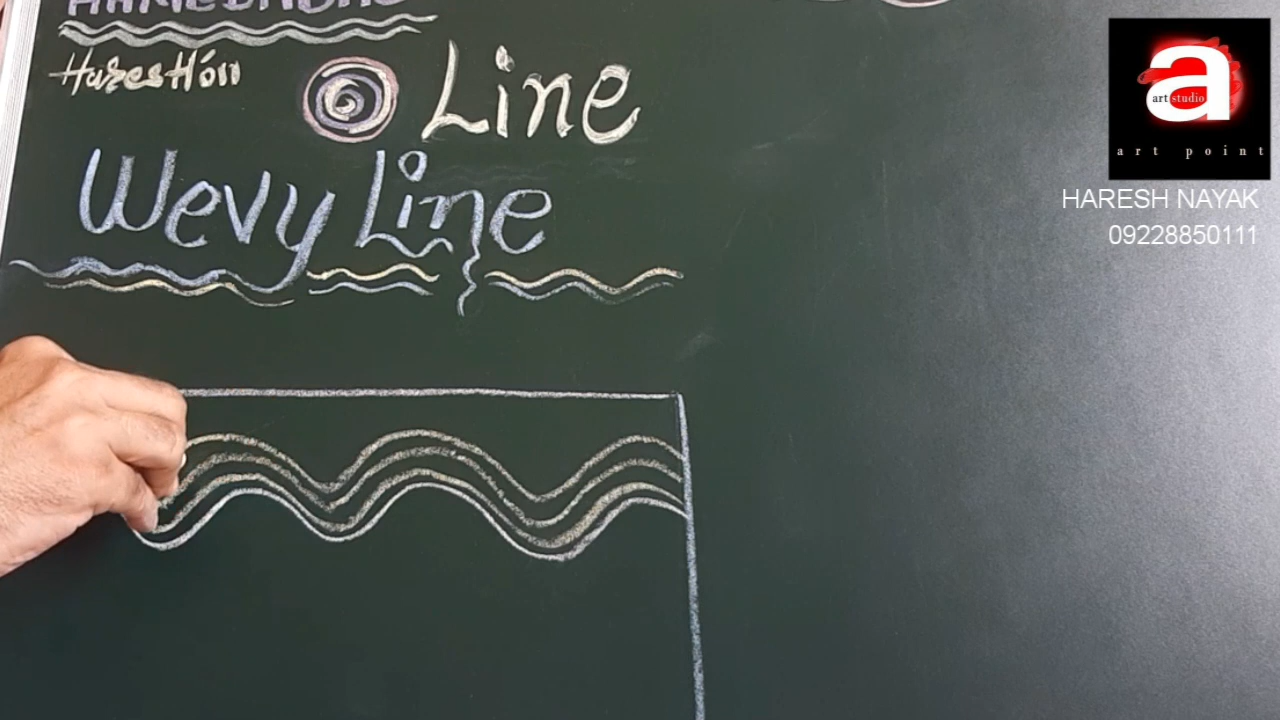 Line
Wevy Line
a
art studio
art point
HARESH NAYAK
09228850111